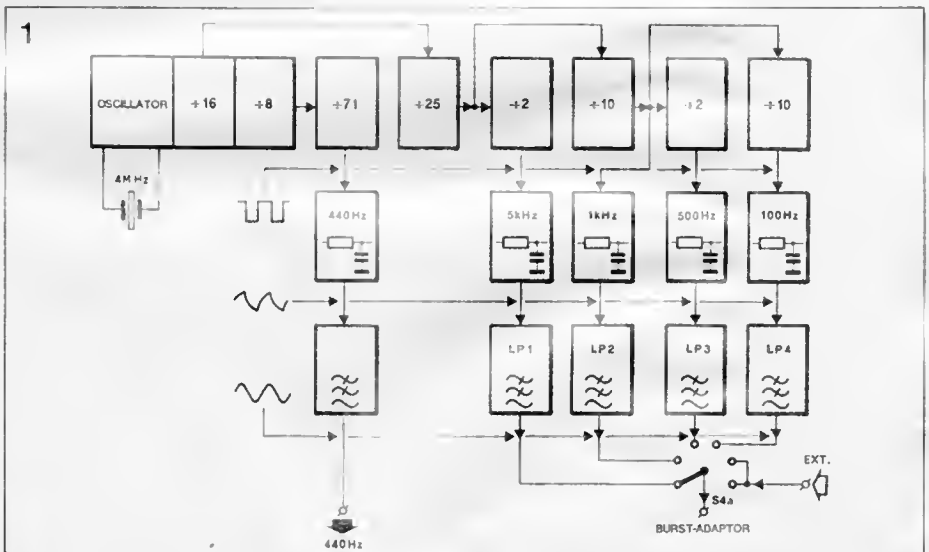 1
OSCILLATOR ÷16 ÷8 ÷71 ÷25 ÷2 ÷10 ÷2 ÷10
4MHz
440Hz 5kHz 1kHz 500Hz 100Hz
LP1 LP2 LP3 LP4
EXT.
S4a
BURST-ADAPTOR
440Hz